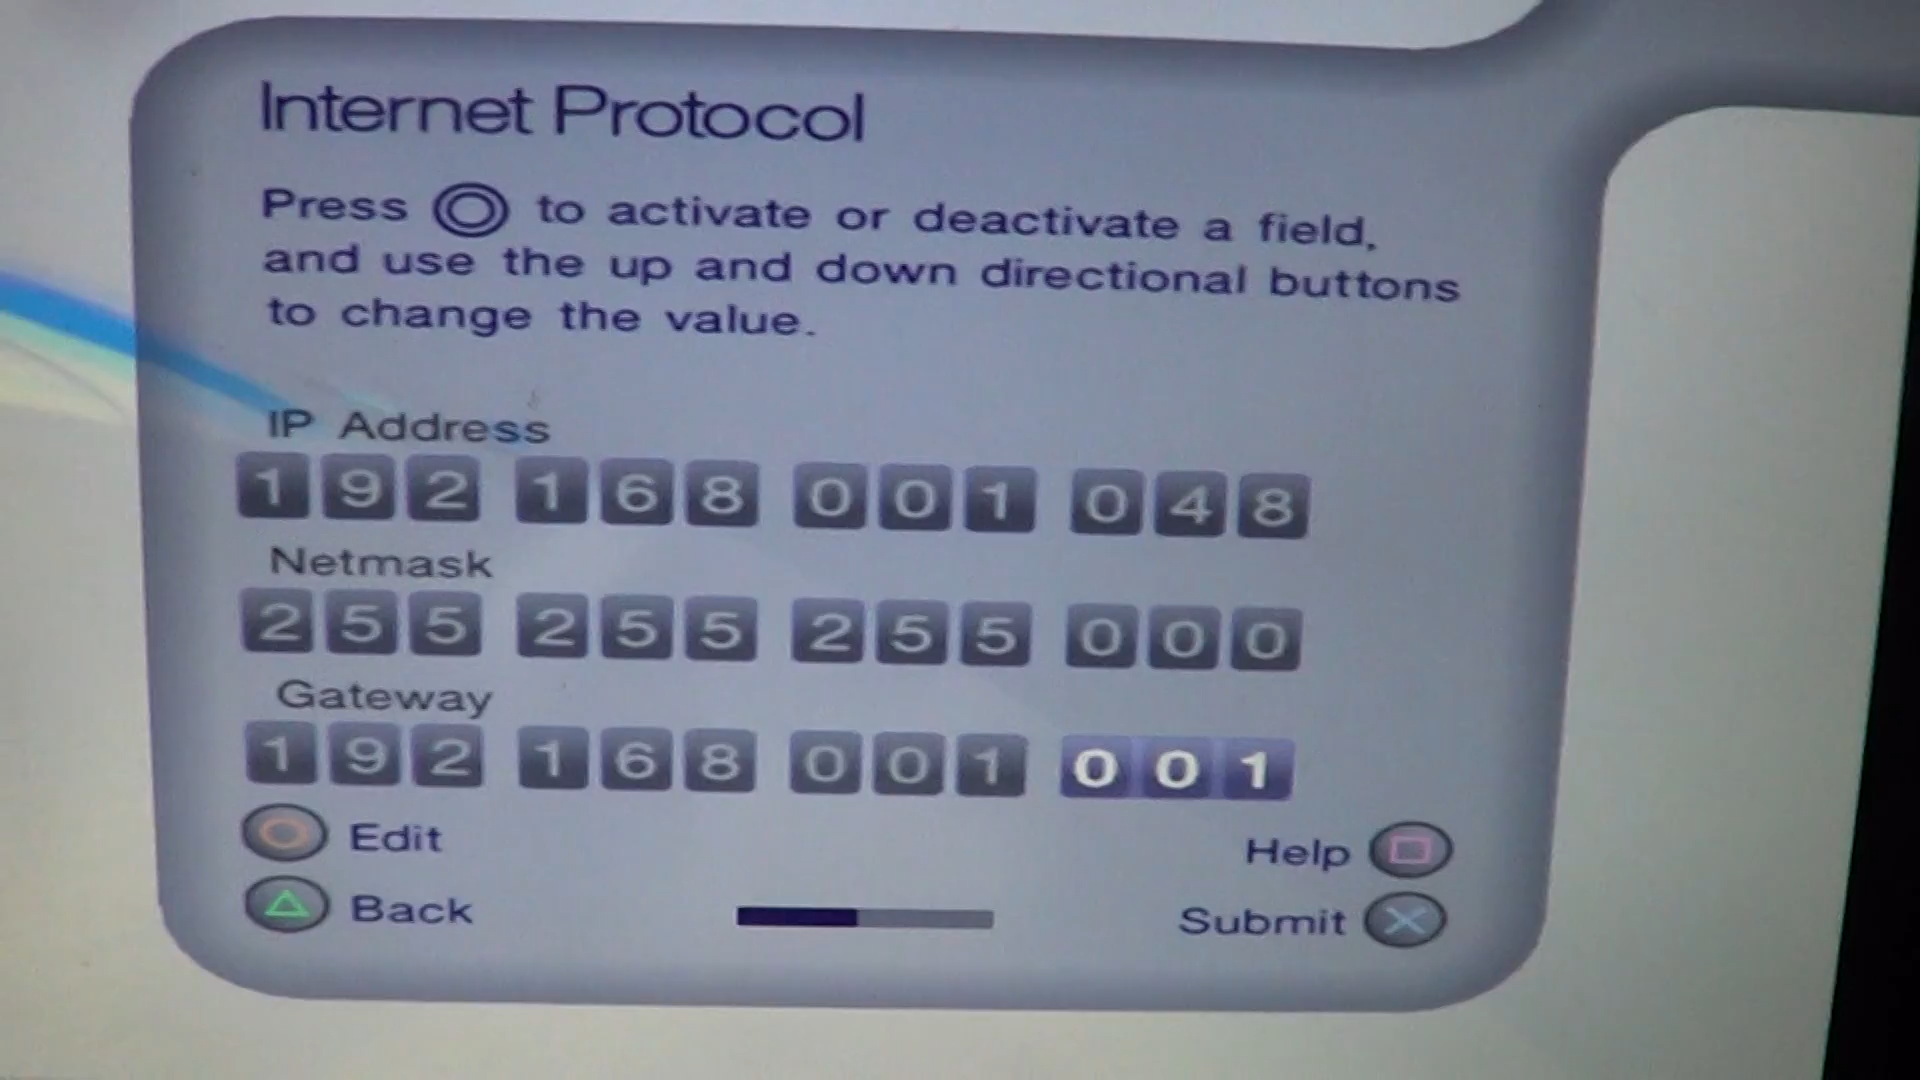 Internet Protocol
Press to activate or deactivate a field,
and use the up and down directional buttons
to change the value.
IP Address
192 168 001 048
Netmask
255 255 255 000
Gateway
192 168 001 001
Edit Help
Back Submit